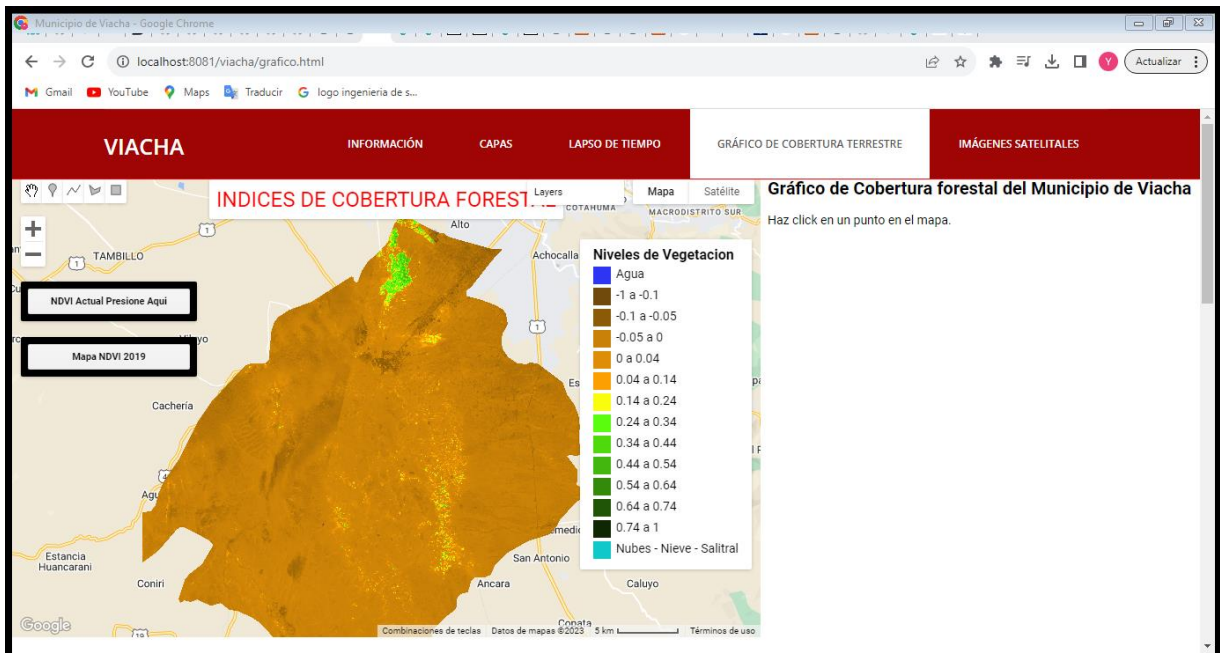 Municipio de Viacha - Google Chrome
localhost:8081/viacha/grafico.html
Actualizar
Gmail YouTube Maps Traducir logo ingenieria de s...
VIACHA INFORMACIÓN CAPAS LAPSO DE TIEMPO GRÁFICO DE COBERTURA TERRESTRE IMÁGENES SATELITALES
INDICES DE COBERTURA
Layers
Mapa Satélite
Gráfico de Cobertura forestal del Municipio de Viacha
Haz click en un punto en el mapa.
COTAHUMA
MACRODISTRITO SUR
Alto
1
TAMBILLO
1
Achocalla
NDVI Actual Presione Aqui
1
Mapa NDVI 2019
Cachería
4
Estancia
Huancarani
Coniri
San Antonio
Ancara
Caluyo
Conata
19
Niveles de Vegetacion
Agua
-1 a -0.1
-0.1 a -0.05
-0.05 a 0
0 a 0.04
0.04 a 0.14
0.14 a 0.24
0.24 a 0.34
0.34 a 0.44
0.44 a 0.54
0.54 a 0.64
0.64 a 0.74
0.74 a 1
Nubes - Nieve - Salitral
Google
Combinaciones de teclas Datos de mapas ©2023 5 km Términos de uso